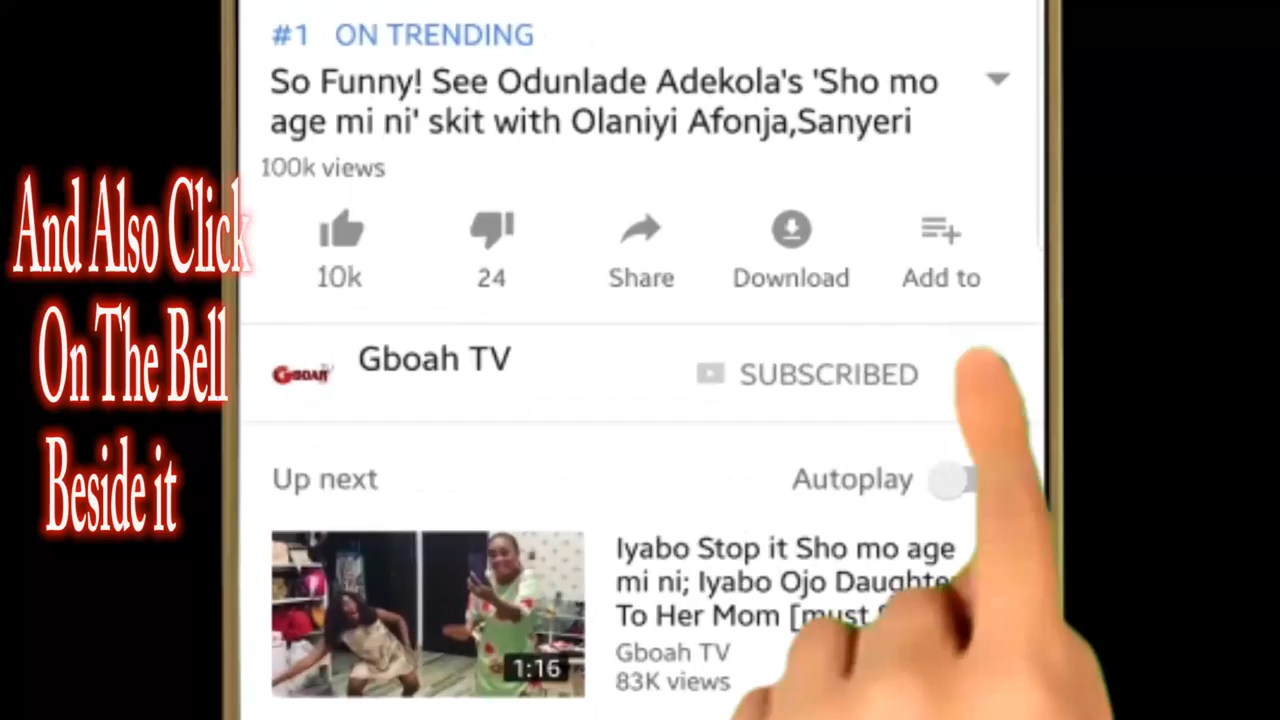 #1 ON TRENDING
So Funny! See Odunlade Adekola's 'Sho mo
age mi ni' skit with Olaniyi Afonja,Sanyeri
100k views
10k
24
Share
Download
Add to
And Also Click
On The Bell
Beside it
GBOAH TV
Gboah TV
SUBSCRIBED
Up next
Autoplay
1:16
Iyabo Stop it Sho mo age
mi ni; Iyabo Ojo Daughter
To Her Mom [must
Gboah TV
83K views